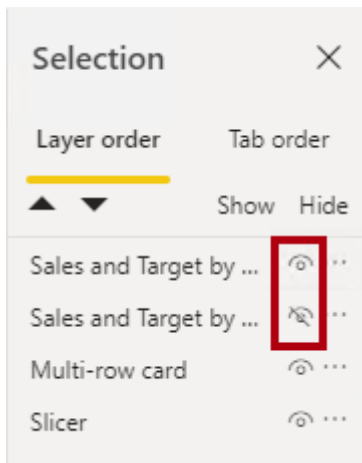 Selection
Layer order Tab order
Show Hide
Sales and Target by ...
Sales and Target by ...
Multi-row card
Slicer